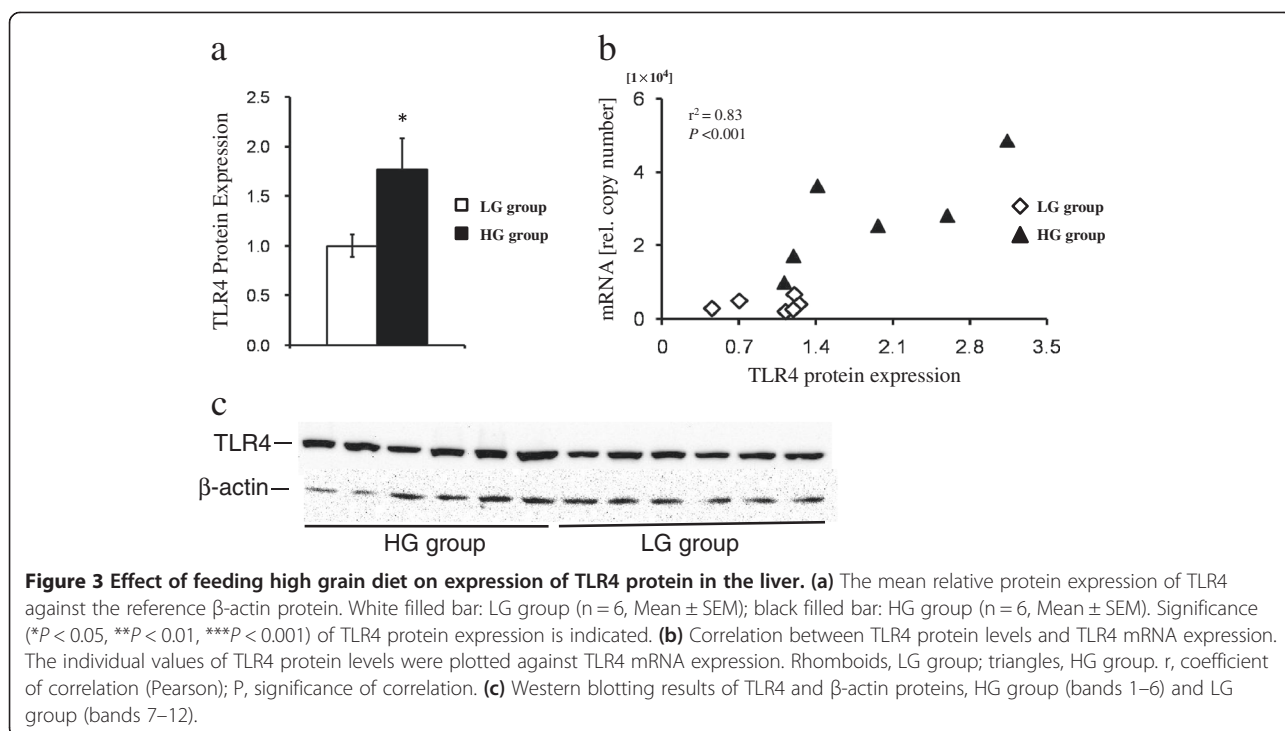 a
TLR4 Protein Expression
2.5
2.0
1.5
1.0
0.5
0.0
*
LG group
HG group
b
[1×10⁴]
mRNA [rel. copy number]
6
4
2
0
r² = 0.83
P <0.001
LG group
HG group
0 0.7 1.4 2.1 2.8 3.5
TLR4 protein expression
c
TLR4
β-actin
HG group LG group
Figure 3 Effect of feeding high grain diet on expression of TLR4 protein in the liver. (a) The mean relative protein expression of TLR4
against the reference β-actin protein. White filled bar: LG group (n = 6, Mean ± SEM); black filled bar: HG group (n = 6, Mean ± SEM). Significance
(*P < 0.05, **P < 0.01, ***P < 0.001) of TLR4 protein expression is indicated. (b) Correlation between TLR4 protein levels and TLR4 mRNA expression.
The individual values of TLR4 protein levels were plotted against TLR4 mRNA expression. Rhomboids, LG group; triangles, HG group. r, coefficient
of correlation (Pearson); P, significance of correlation. (c) Western blotting results of TLR4 and β-actin proteins, HG group (bands 1–6) and LG
group (bands 7–12).